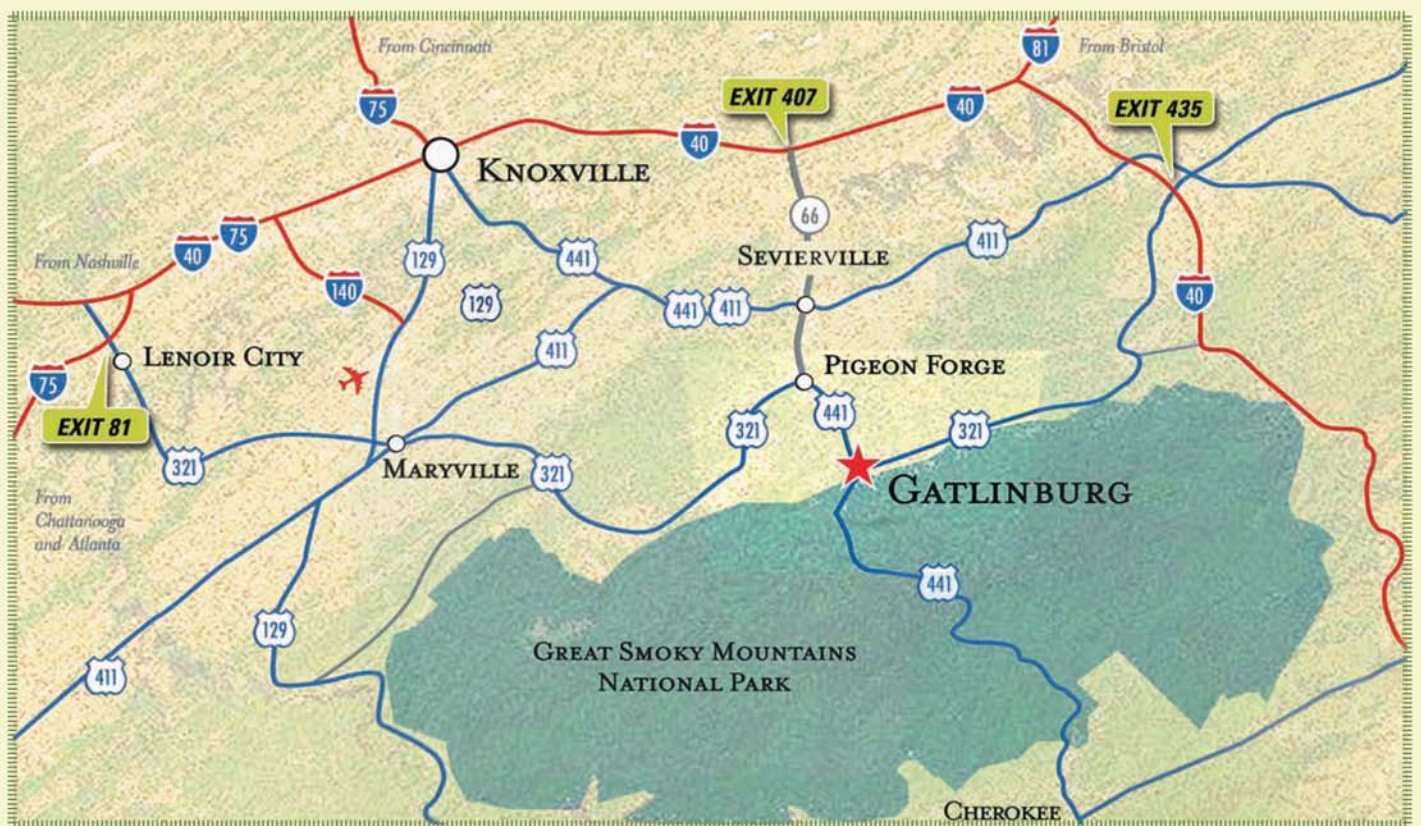 From Cincinnati
81
From Bristol
75
EXIT 407
40
EXIT 435
40
KNOXVILLE
66
75
40
129
441
411
From Nashville
SEVIERVILLE
140
129
441
411
40
LENOIR CITY
411
PIGEON FORGE
75
EXIT 81
321
441
321
321
MARYVILLE
321
GATLINBURG
From
Chattanooga
and Atlanta
441
129
GREAT SMOKY MOUNTAINS
NATIONAL PARK
411
CHEROKEE